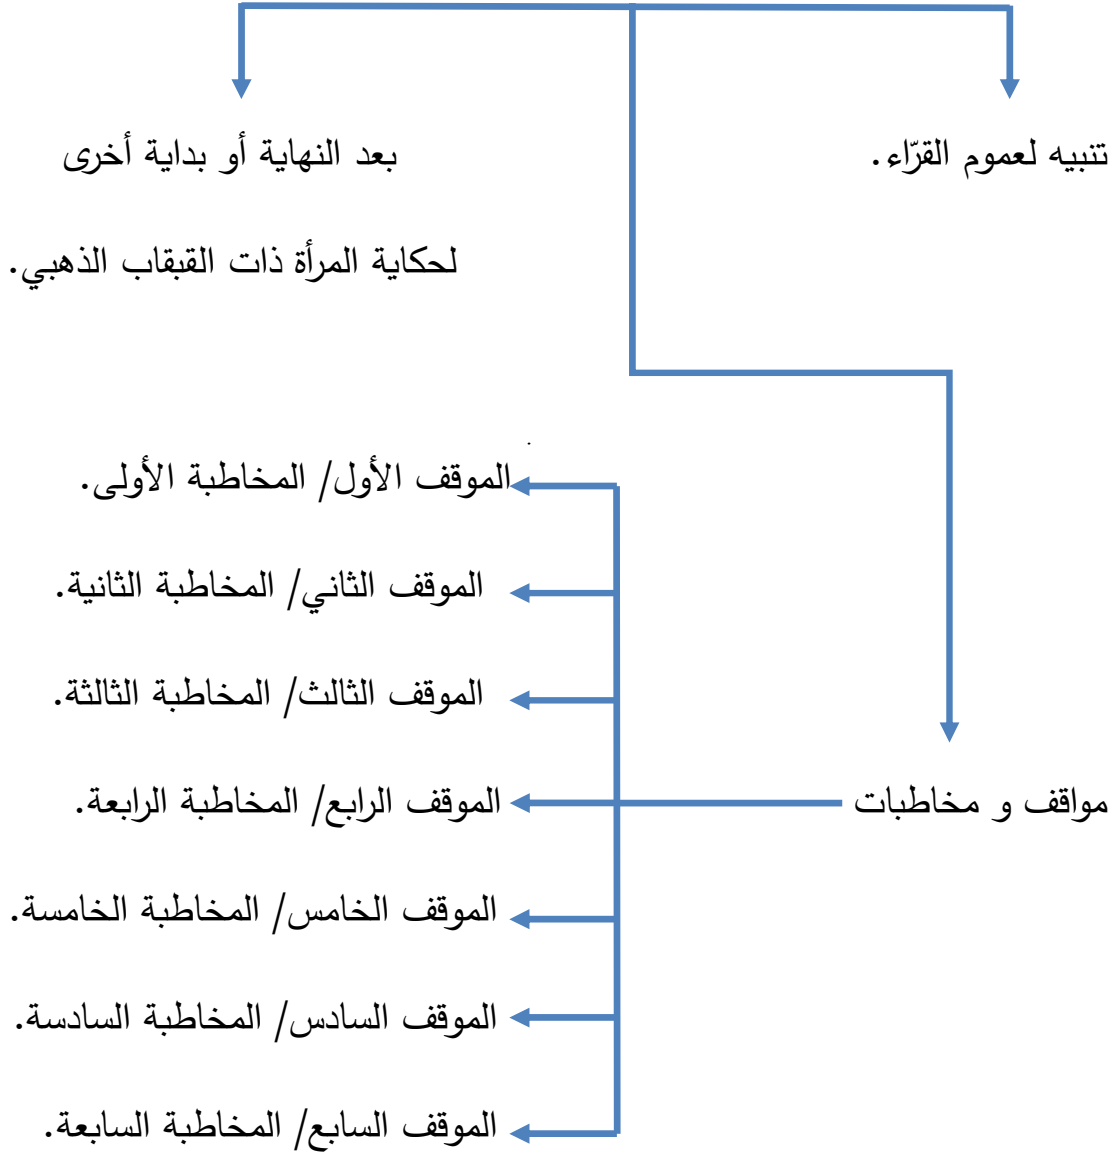 تنبيه لعموم القرّاء.
بعد النهاية أو بداية أخرى
لحكاية المرأة ذات القبقاب الذهبي.
مواقف و مخاطبات
الموقف الأول/ المخاطبة الأولى.
الموقف الثاني/ المخاطبة الثانية.
الموقف الثالث/ المخاطبة الثالثة.
الموقف الرابع/ المخاطبة الرابعة.
الموقف الخامس/ المخاطبة الخامسة.
الموقف السادس/ المخاطبة السادسة.
الموقف السابع/ المخاطبة السابعة.